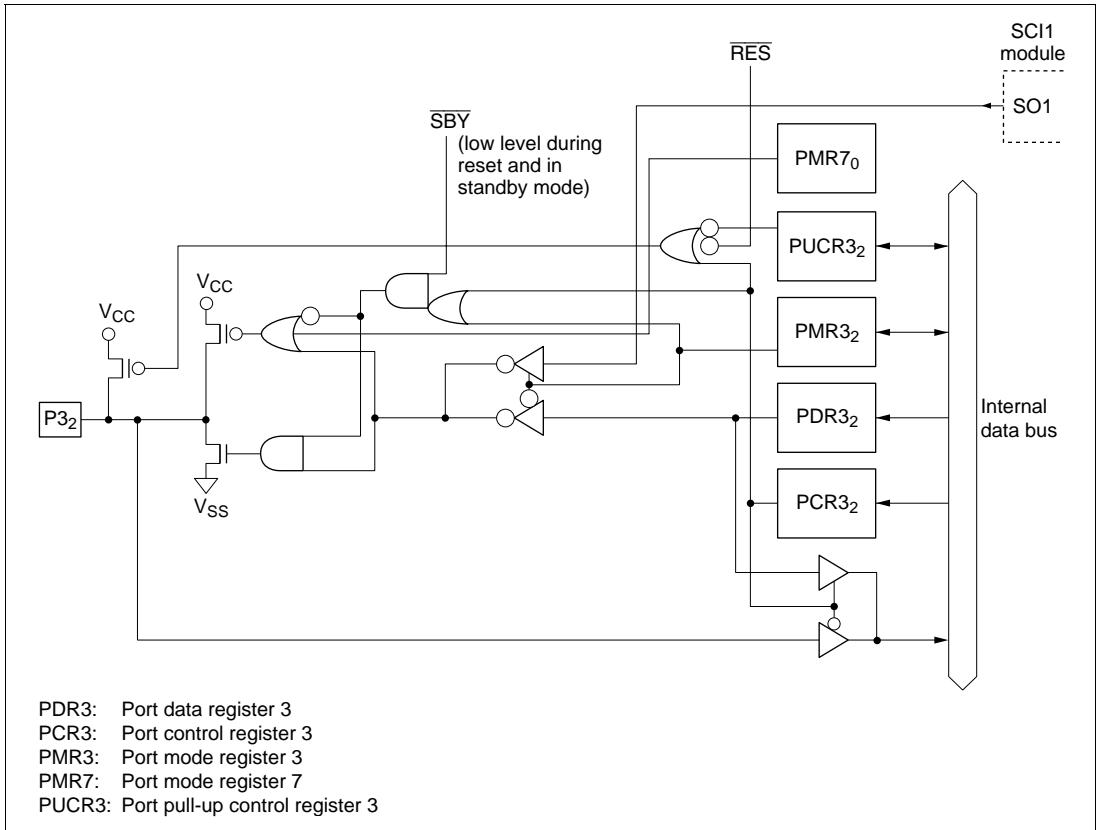 SCI1
module
SO1
RES
SBY
(low level during
reset and in
standby mode)
PMR7₀
PUCR3₂
VCC
VCC
PMR3₂
P3₂
PDR3₂
Internal
data bus
VSS
PCR3₂
PDR3: Port data register 3
PCR3: Port control register 3
PMR3: Port mode register 3
PMR7: Port mode register 7
PUCR3: Port pull-up control register 3